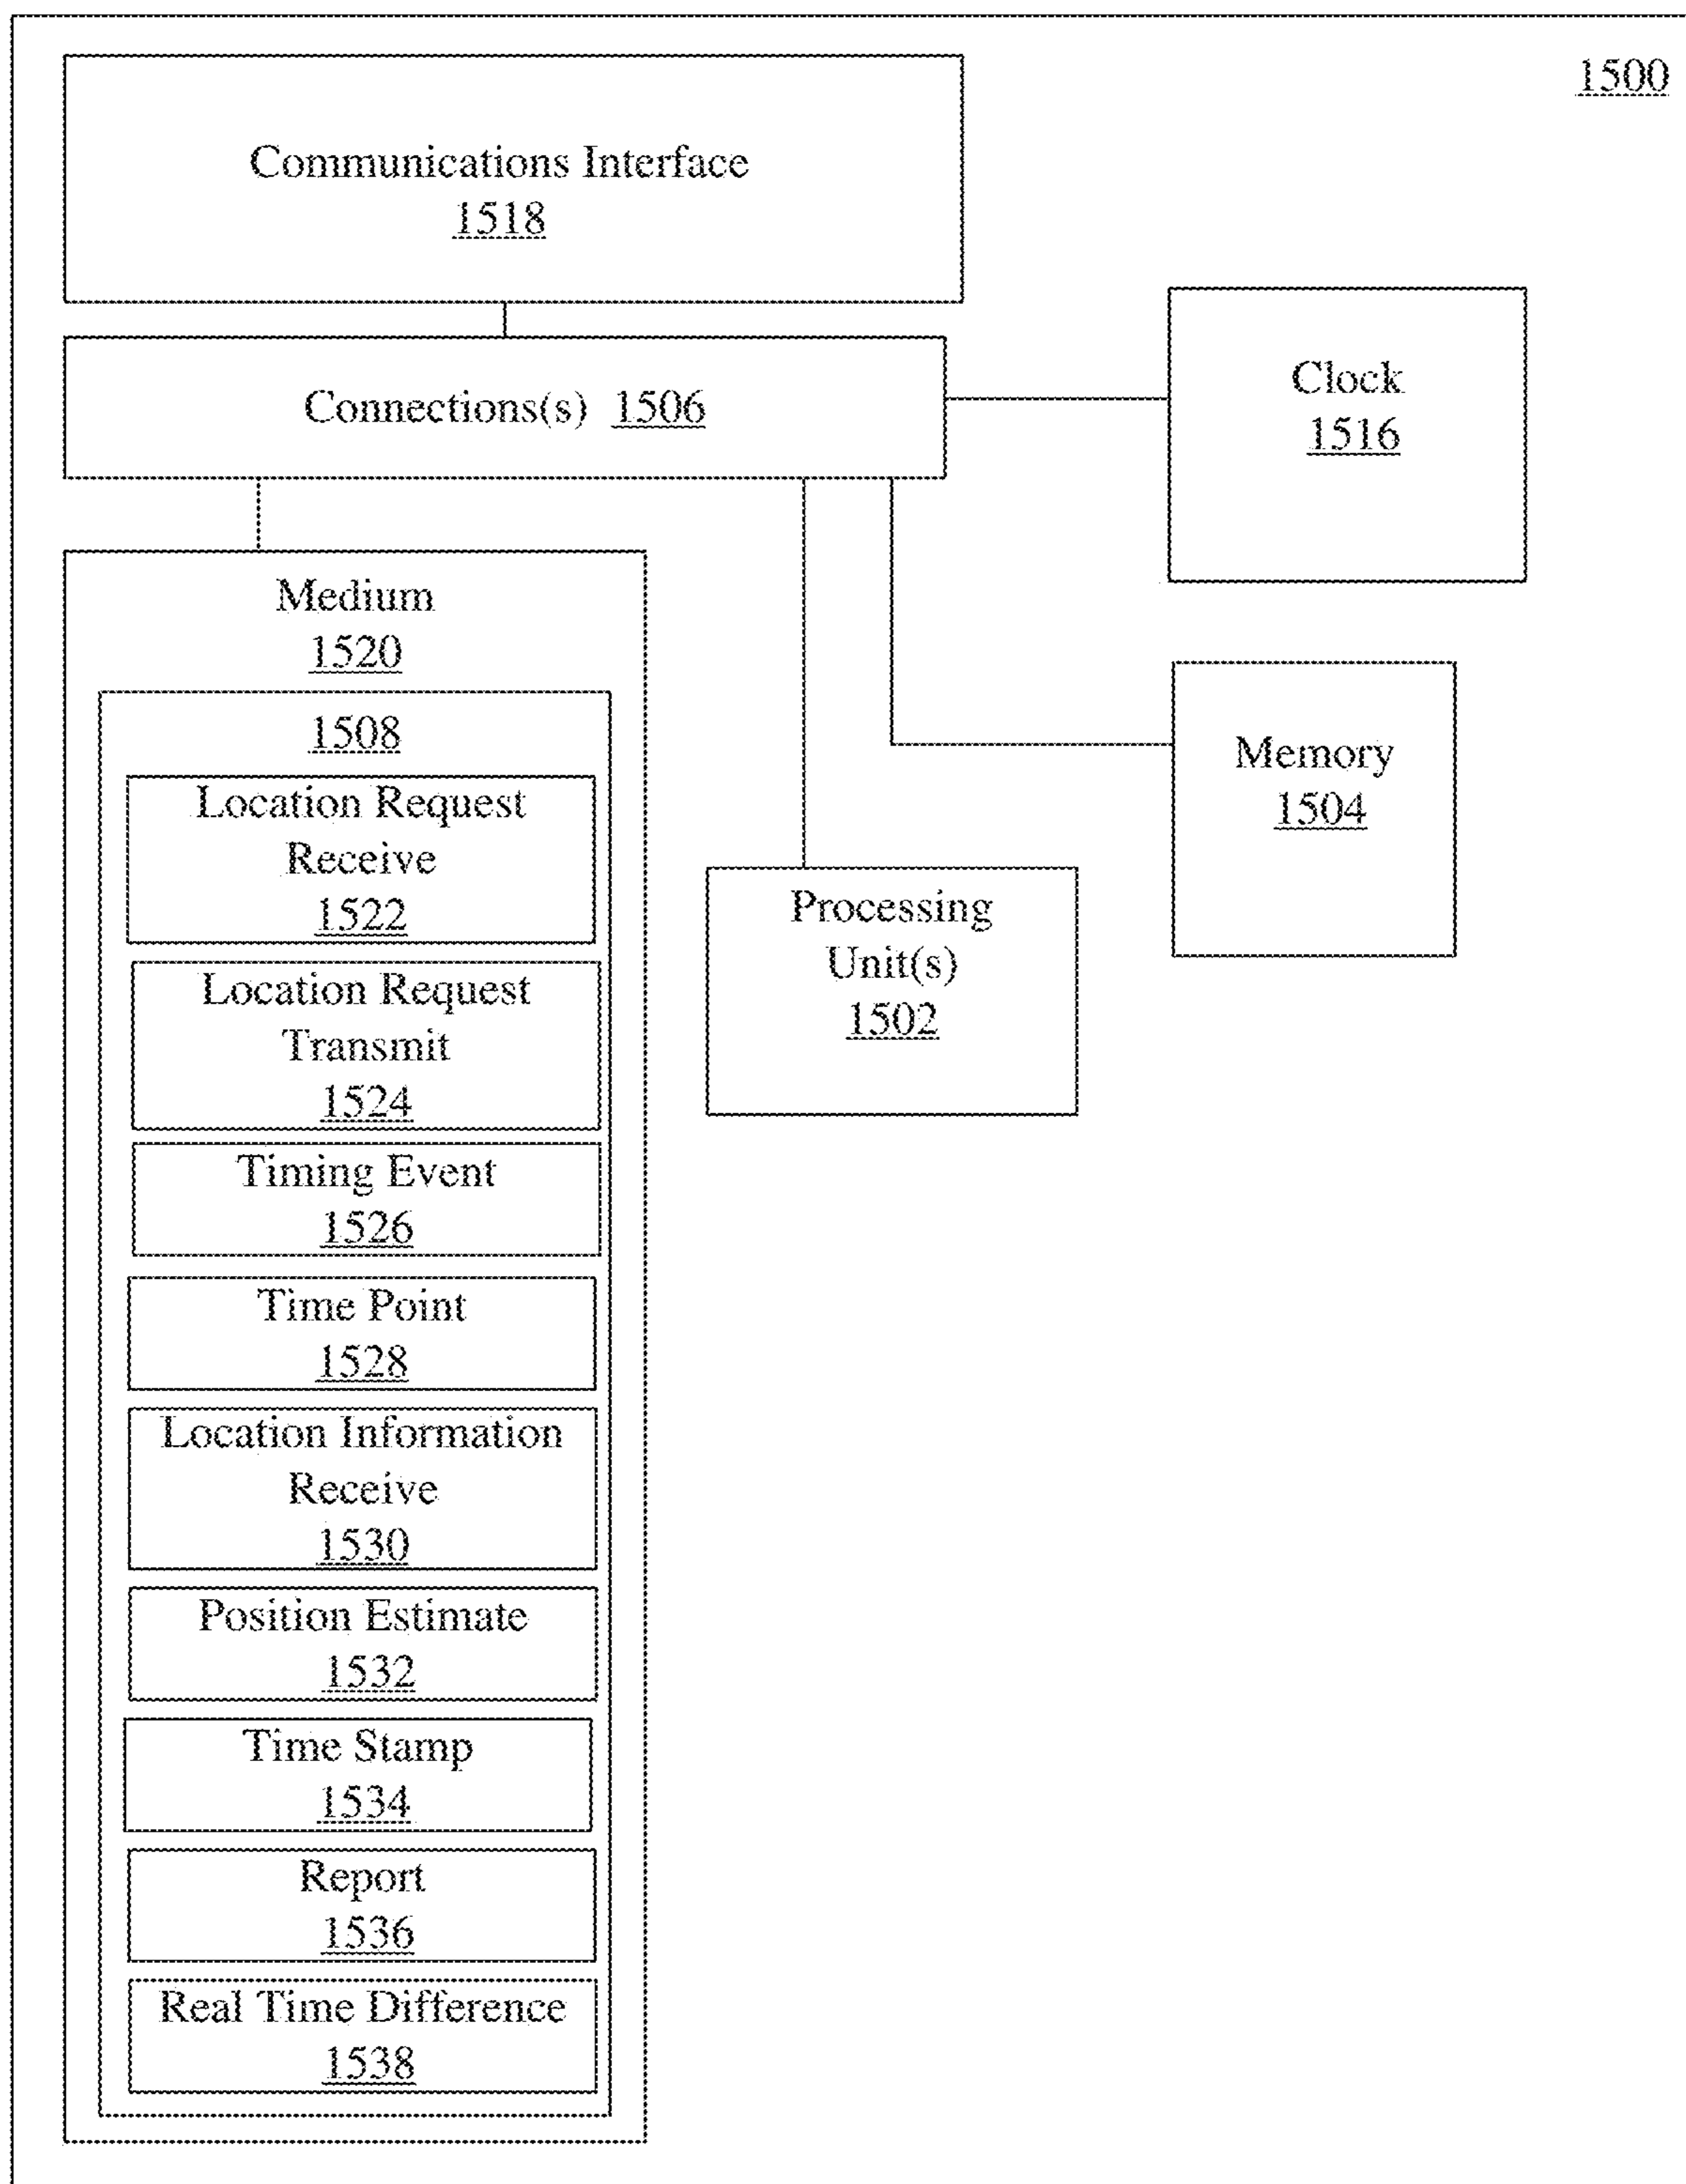 1500
Communications Interface
1518
Connections(s) 1506
Clock
1516
Medium
1520
1508
Location Request
Receive
1522
Location Request
Transmit
1524
Timing Event
1526
Time Point
1528
Location Information
Receive
1530
Position Estimate
1532
Time Stamp
1534
Report
1536
Real Time Difference
1538
Processing
Unit(s)
1502
Memory
1504